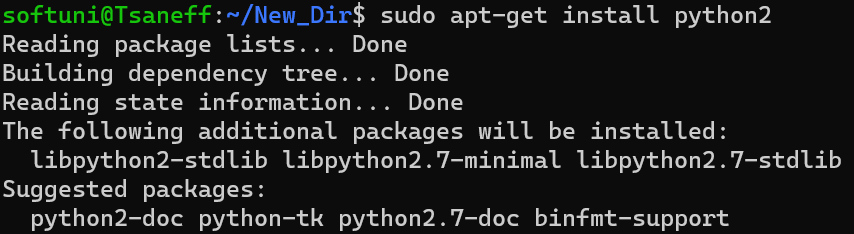 softuni@Tsaneff:~/New_Dir$ sudo apt-get install python2
Reading package lists... Done
Building dependency tree... Done
Reading state information... Done
The following additional packages will be installed:
  libpython2-stdlib libpython2.7-minimal libpython2.7-stdlib
Suggested packages:
  python2-doc python-tk python2.7-doc binfmt-support